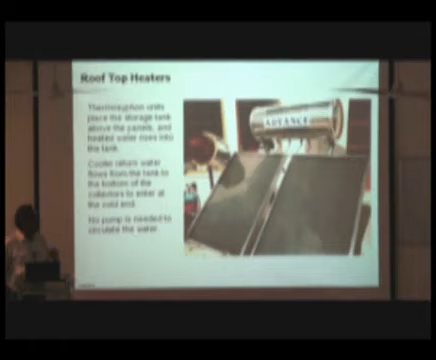 Roof Top Heaters
Thermosyphon units
place the storage tank
above the panels, and
heated water rises into
the tank.
Cooler return water
flows from the tank to
the bottom of the
collectors to enter at
the cold end.
No pump is needed to
circulate the water
ADVANCE